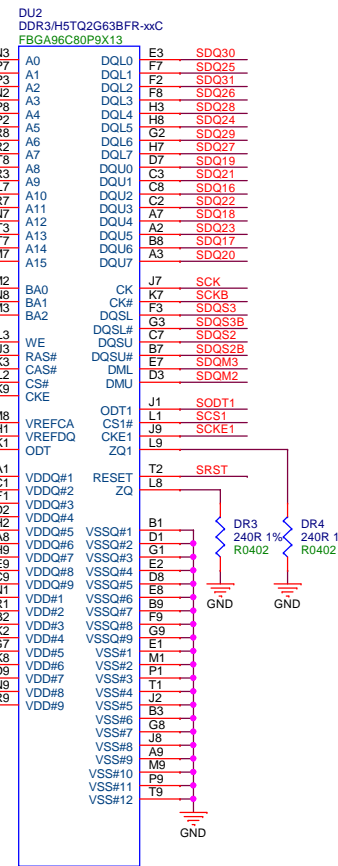 DU2
DDR3/H5TQ2G63BFR-xxC
FBGA96C80P9X13
A0 DQL0 E3 SDQ30
A1 DQL1 F7 SDQ25
A2 DQL2 F2 SDQ31
A3 DQL3 F8 SDQ26
A4 DQL4 H3 SDQ28
A5 DQL5 H8 SDQ24
A6 DQL6 G2 SDQ29
A7 DQL7 H7 SDQ27
A8 DQU0 D7 SDQ19
A9 DQU1 C3 SDQ21
A10 DQU2 C8 SDQ16
A11 DQU3 C2 SDQ22
A12 DQU4 A7 SDQ18
A13 DQU5 A2 SDQ23
A14 DQU6 B8 SDQ17
A15 DQU7 A3 SDQ20
BA0 CK J7 SCK
BA1 CK# K7 SCKB
BA2 DQSL F3 SDQS3
DQSL# G3 SDQS3B
WE DQSU C7 SDQS2
RAS# DQSU# B7 SDQS2B
CAS# DML E7 SDQM3
CS# DMU D3 SDQM2
CKE
ODT1 J1 SODT1
VREFCA CS1# L1 SCS1
VREFDQ CKE1 J9 SCKE1
ODT ZQ1 L9
VDDQ#1 RESET T2 SRST
VDDQ#2 ZQ L8
VDDQ#3
VDDQ#4
VDDQ#5 VSSQ#1 B1
VDDQ#6 VSSQ#2 D1
VDDQ#7 VSSQ#3 G1
VDDQ#8 VSSQ#4 E2
VDDQ#9 VSSQ#5 D8
VDD#1 VSSQ#6 E8
VDD#2 VSSQ#7 B9
VDD#3 VSSQ#8 F9
VDD#4 VSSQ#9 G9
VDD#5 VSS#1 E1
VDD#6 VSS#2 M1
VDD#7 VSS#3 P1
VDD#8 VSS#4 T1
VDD#9 VSS#5 J2
VSS#6 B3
VSS#7 G8
VSS#8 J8
VSS#9 A9
VSS#10 M9
VSS#11 P9
VSS#12 T9
DR3
240R 1%
R0402
GND
DR4
240R 1
R0402
GND
GND